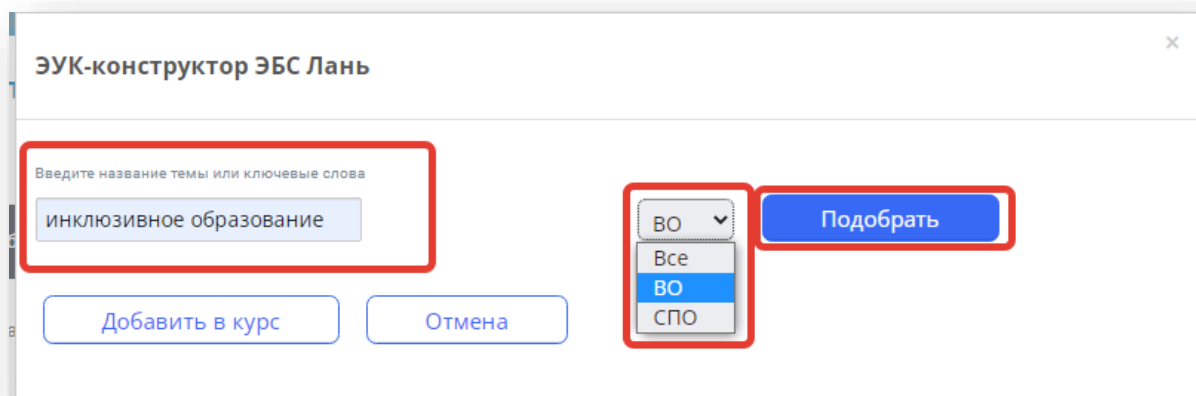 ЭУК-конструктор ЭБС Лань
×
Введите название темы или ключевые слова
инклюзивное образование
ВО
Подобрать
Все
ВО
СПО
Добавить в курс
Отмена